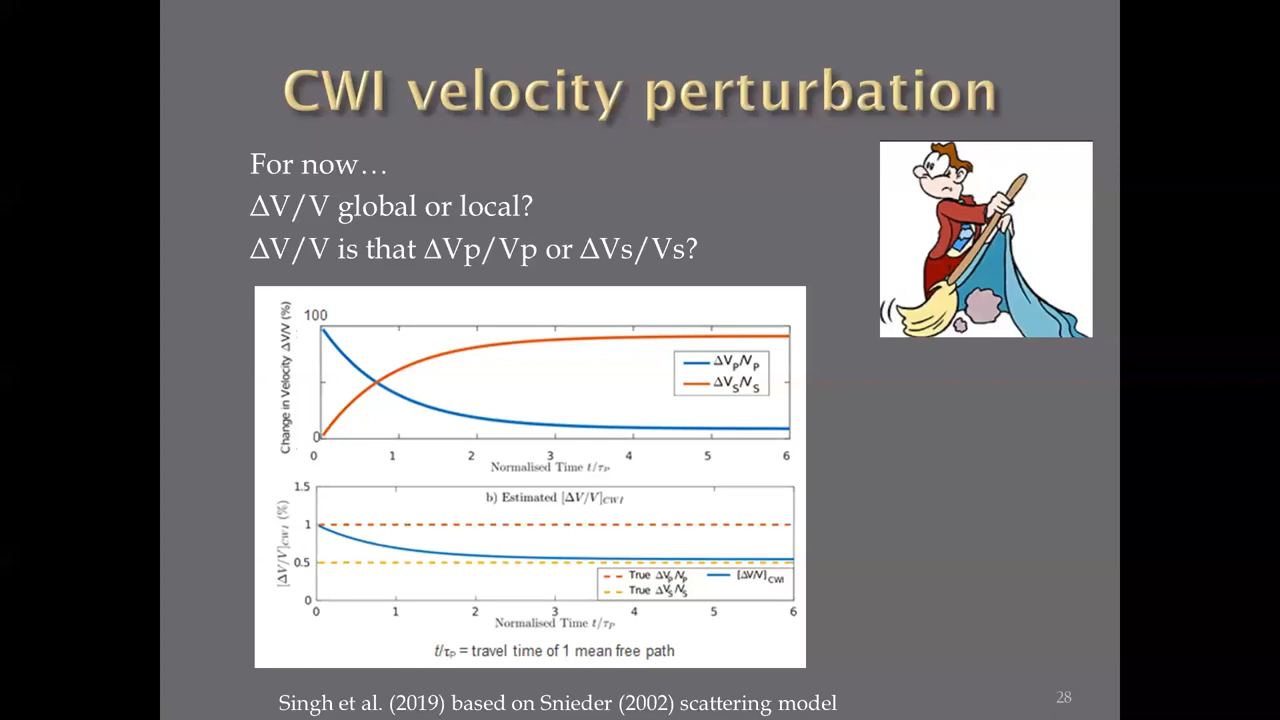 CWI velocity perturbation
For now…
ΔV/V global or local?
ΔV/V is that ΔVp/Vp or ΔVs/Vs?
Change in Velocity ΔV/V (%)
100
0
ΔVP/VP
ΔVS/VS
0 1 2 3 4 5 6
Normalised Time t/τP
[ΔV/V]CWI (%)
1.5
b) Estimated [ΔV/V]CWI
1
0.5
0
True ΔVP/VP [ΔV/V]CWI
True ΔVS/VS
0 1 2 3 4 5 6
Normalised Time t/τP
t/τP = travel time of 1 mean free path
Singh et al. (2019) based on Snieder (2002) scattering model
28